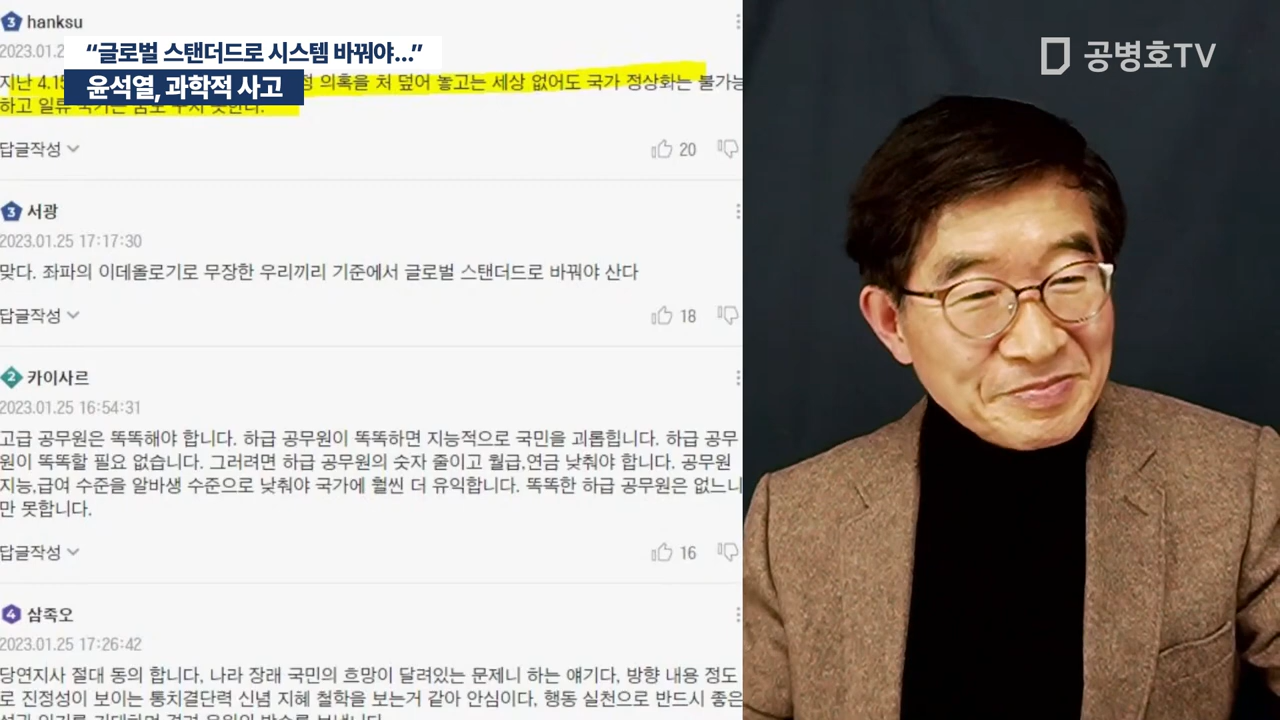 hanksu
2023.01.2
“글로벌 스탠더드로 시스템 바꿔야...”
윤석열, 과학적 사고
공병호TV
지난 4.15 의혹을 처 덮어 놓고는 세상 없어도 국가 정상화는 불가능
하고 일류
답글작성
20
서광
2023.01.25 17:17:30
맞다. 좌파의 이데올로기로 무장한 우리끼리 기준에서 글로벌 스탠더드로 바꿔야 산다
답글작성
18
카이사르
2023.01.25 16:54:31
고급 공무원은 똑똑해야 합니다. 하급 공무원이 똑똑하면 지능적으로 국민을 괴롭힙니다. 하급 공무
원이 똑똑할 필요 없습니다. 그러려면 하급 공무원의 숫자 줄이고 월급,연금 낮춰야 합니다. 공무원
지능,급여 수준을 알바생 수준으로 낮춰야 국가에 훨씬 더 유익합니다. 똑똑한 하급 공무원은 없느니
만 못합니다.
답글작성
16
삼족오
2023.01.25 17:26:42
당연지사 절대 동의 합니다, 나라 장래 국민의 흐망이 달려있는 문제니 하는 얘기다, 방향 내용 정도
로 진정성이 보이는 통치결단력 신념 지혜 철학을 보는거 같아 안심이다, 행동 실천으로 반드시 좋은